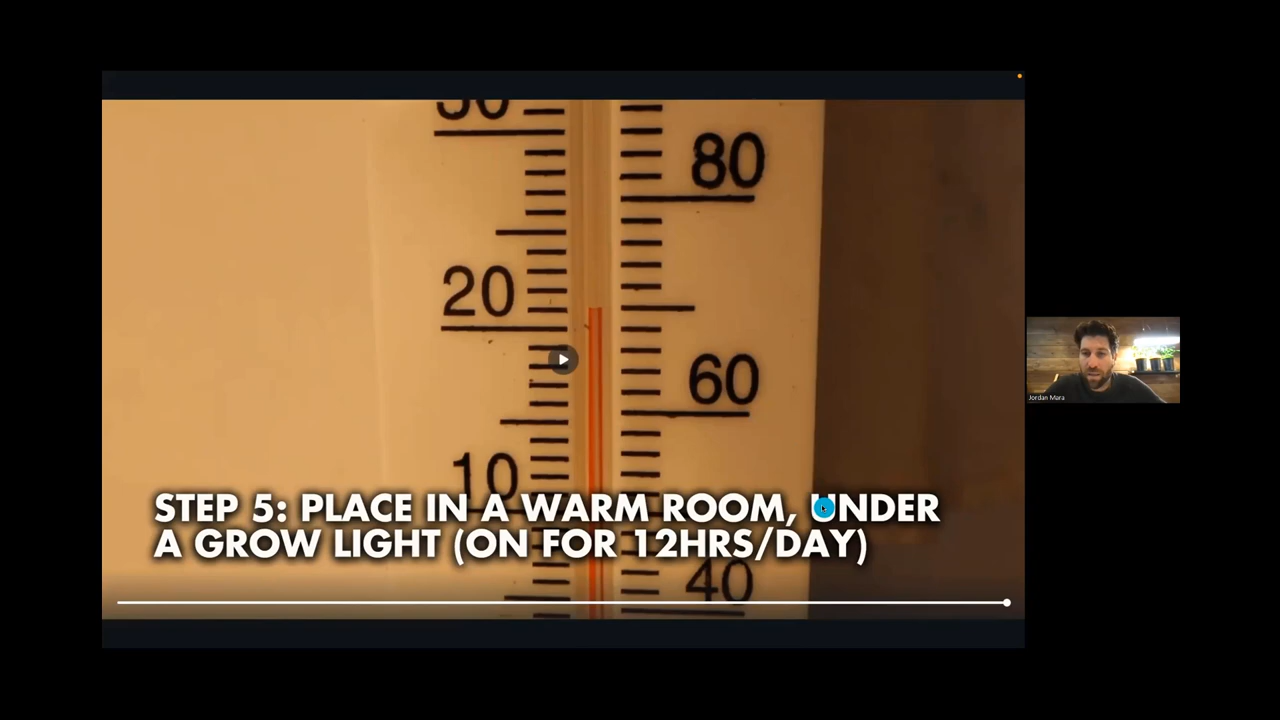 80
20
60
10
STEP 5: PLACE IN A WARM ROOM, UNDER
A GROW LIGHT (ON FOR 12HRS/DAY)
40
Jordan Mara